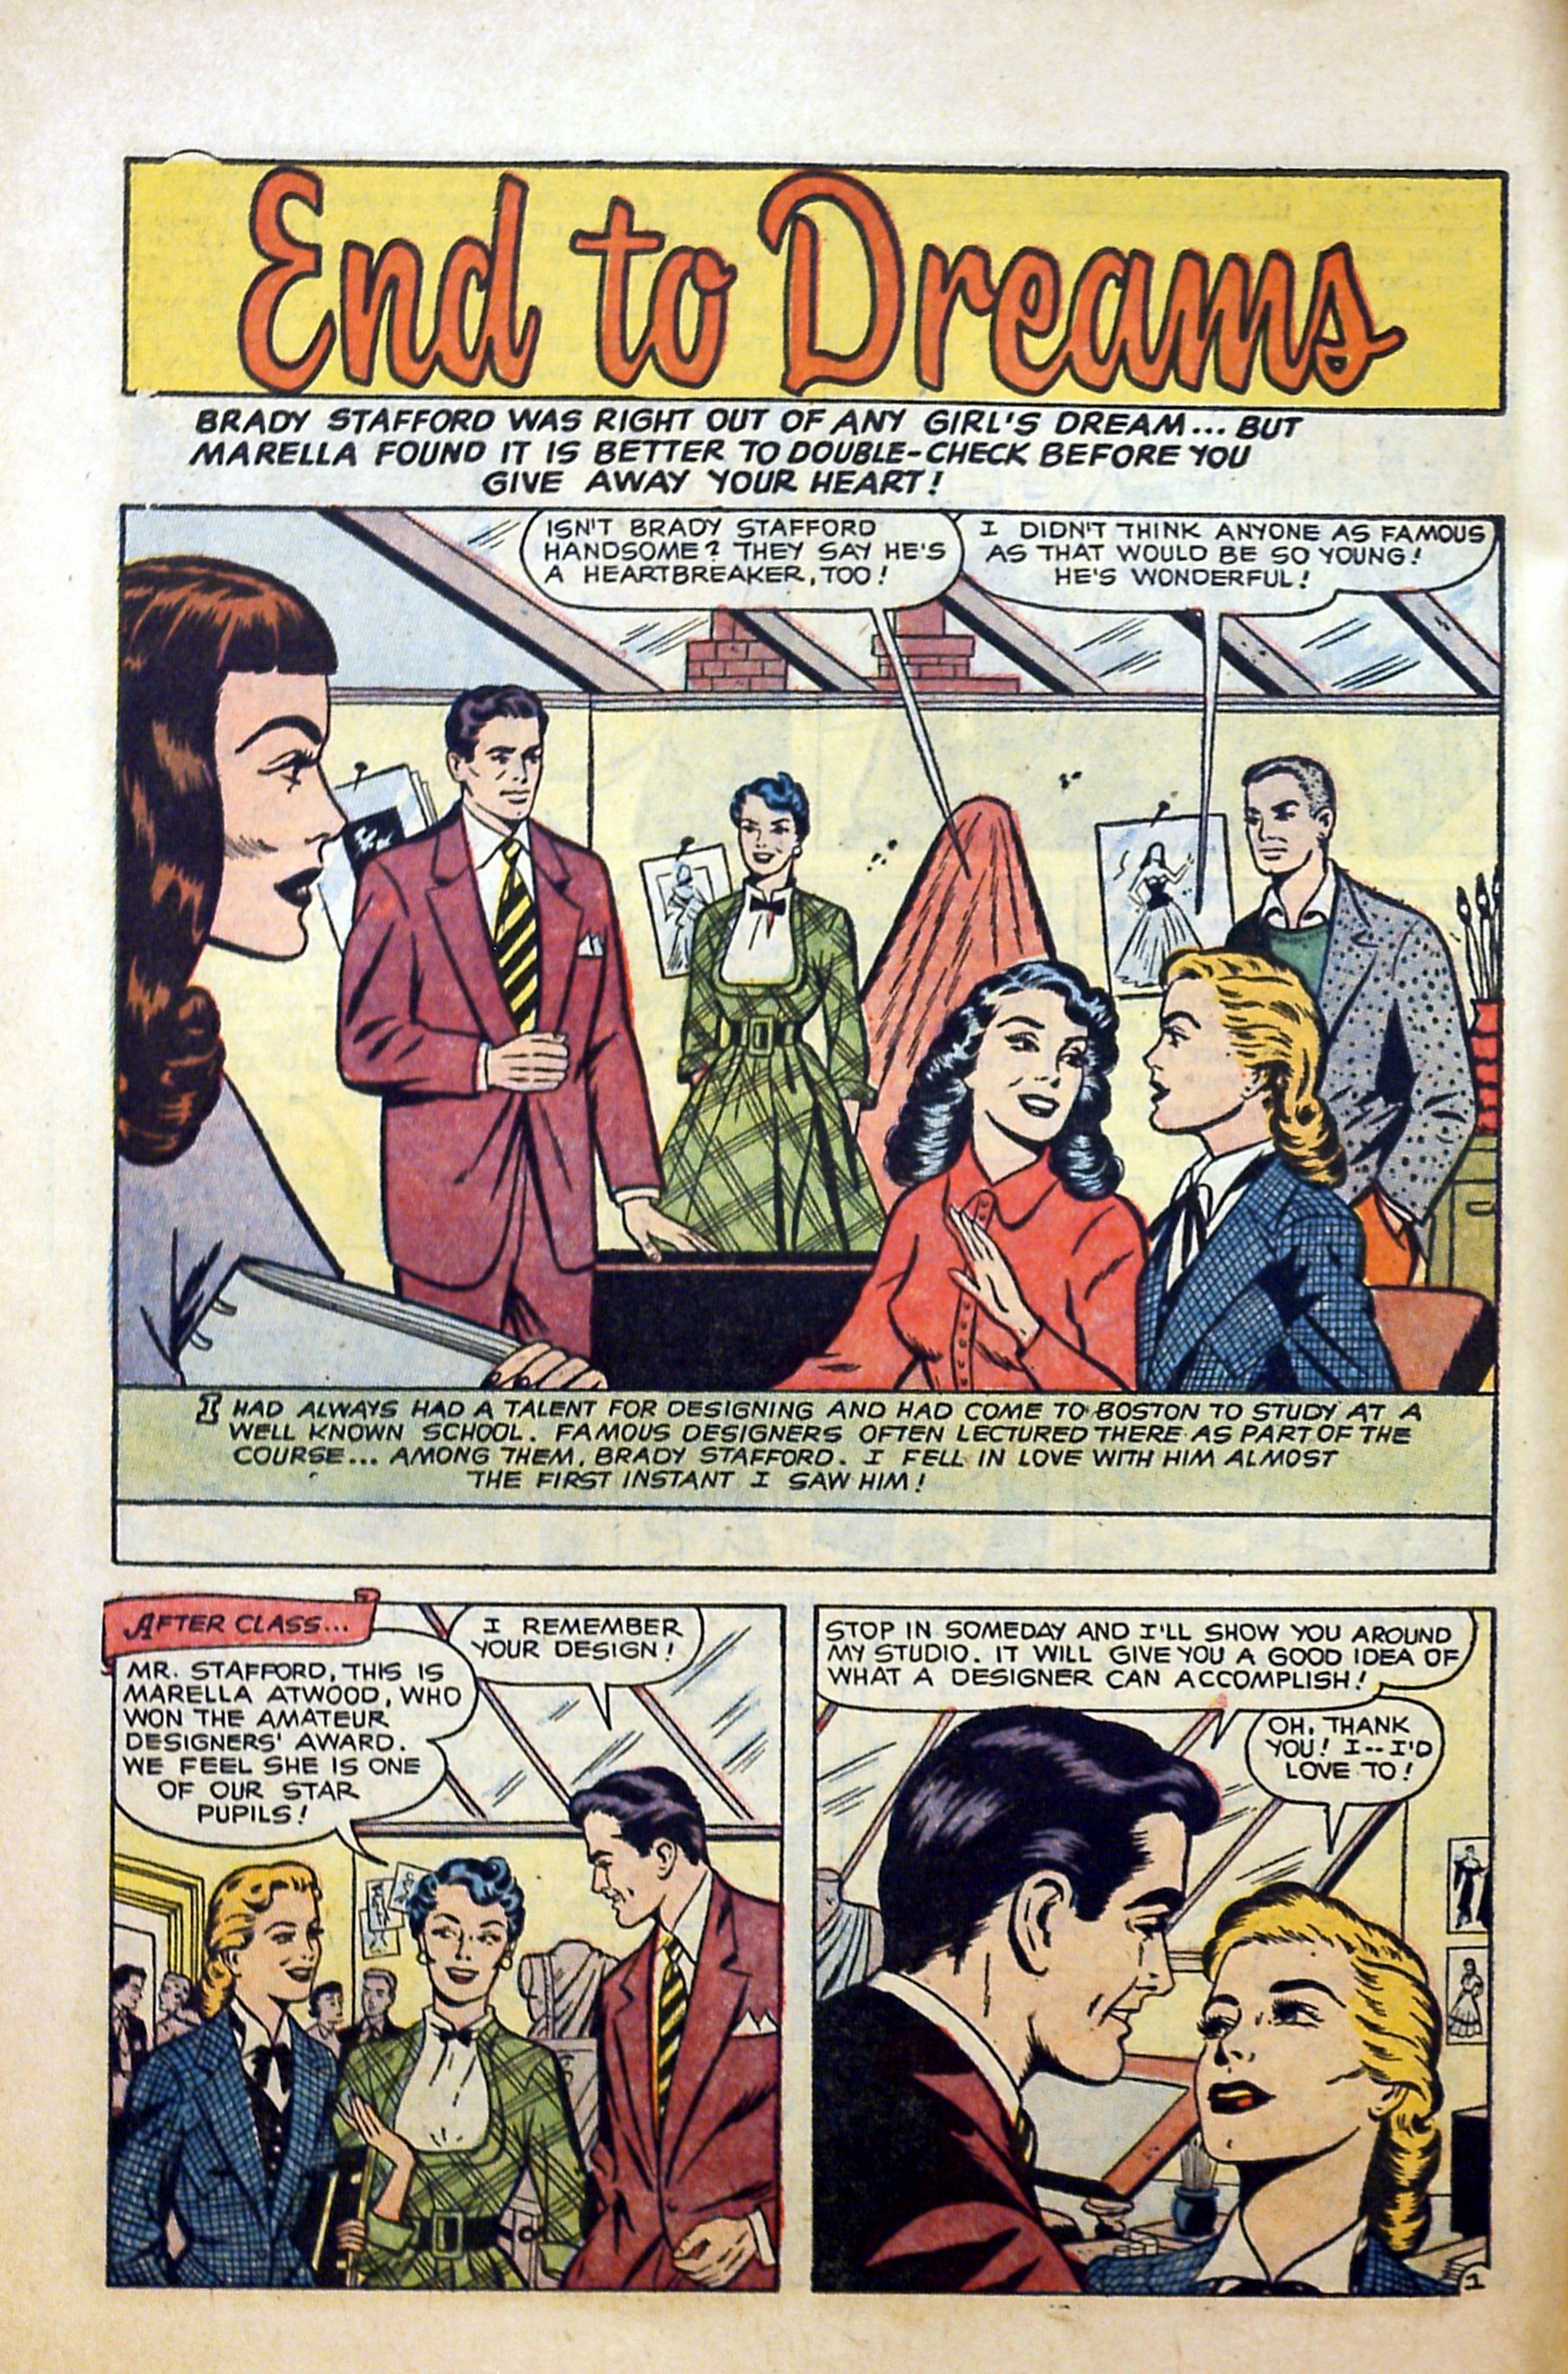 End to Dreams
BRADY STAFFORD WAS RIGHT OUT OF ANY GIRL'S DREAM... BUT
MARELLA FOUND IT IS BETTER TO DOUBLE-CHECK BEFORE YOU
GIVE AWAY YOUR HEART!
ISN'T BRADY STAFFORD
HANDSOME? THEY SAY HE'S
A HEARTBREAKER, TOO!
I DIDN'T THINK ANYONE AS FAMOUS
AS THAT WOULD BE SO YOUNG!
HE'S WONDERFUL!
I HAD ALWAYS HAD A TALENT FOR DESIGNING AND HAD COME TO BOSTON TO STUDY AT A
WELL KNOWN SCHOOL. FAMOUS DESIGNERS OFTEN LECTURED THERE AS PART OF THE
COURSE... AMONG THEM, BRADY STAFFORD. I FELL IN LOVE WITH HIM ALMOST
THE FIRST INSTANT I SAW HIM!
AFTER CLASS...
MR. STAFFORD, THIS IS
MARELLA ATWOOD, WHO
WON THE AMATEUR
DESIGNERS' AWARD.
WE FEEL SHE IS ONE
OF OUR STAR
PUPILS!
I REMEMBER
YOUR DESIGN!
STOP IN SOMEDAY AND I'LL SHOW YOU AROUND
MY STUDIO. IT WILL GIVE YOU A GOOD IDEA OF
WHAT A DESIGNER CAN ACCOMPLISH!
OH, THANK
YOU! I--I'D
LOVE TO!
1